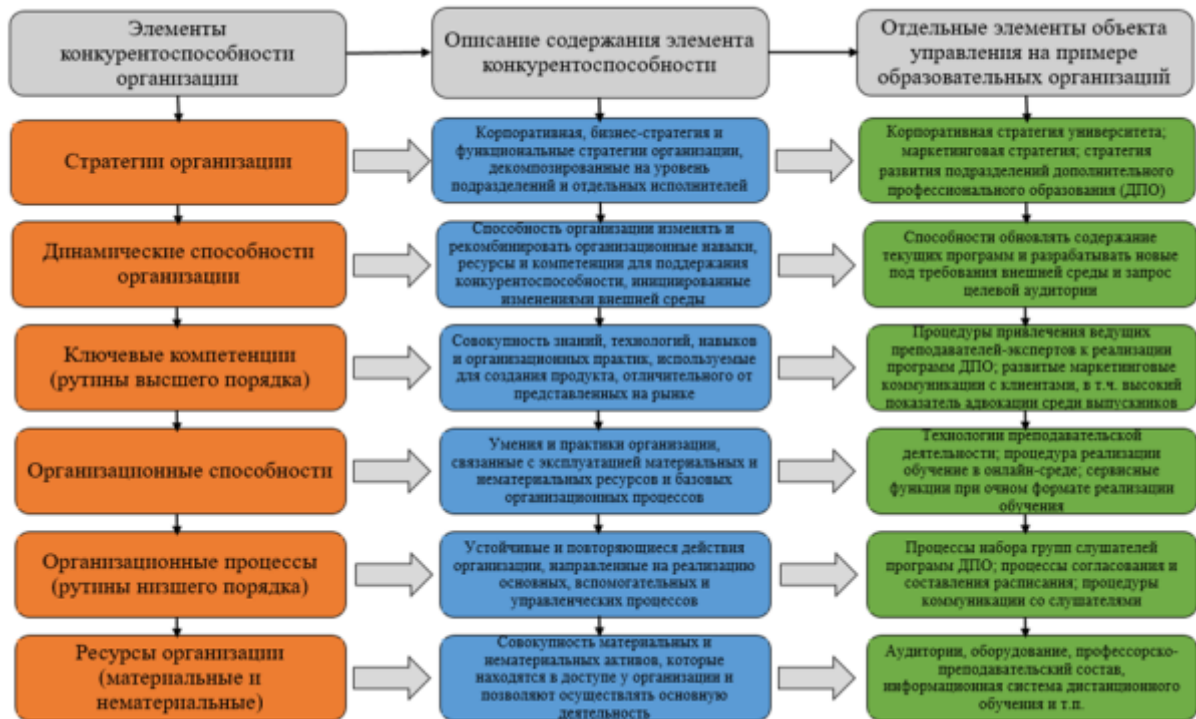 Элементы
конкурентоспособности
организации
Описание содержания элемента
конкурентоспособности
Отдельные элементы объекта
управления на примере
образовательных организаций
Стратегии организации
Корпоративная, бизнес-стратегия и
функциональные стратегии организации,
декомпозированные на уровень
подразделений и отдельных исполнителей
Корпоративная стратегия университета;
маркетинговая стратегия; стратегия
развития подразделений дополнительного
профессионального образования (ДПО)
Динамические способности
организации
Способность организации изменять и
рекомбинировать организационные навыки,
ресурсы и компетенции для поддержания
конкурентоспособности, инициированные
изменениями внешней среды
Способности обновлять содержание
текущих программ и разрабатывать новые
под требования внешней среды и запрос
целевой аудитории
Ключевые компетенции
(рутины высшего порядка)
Совокупность знаний, технологий, навыков
и организационных практик, используемые
для создания продукта, отличительного от
представленных на рынке
Процедуры привлечения ведущих
преподавателей-экспертов к реализации
программ ДПО; развитые маркетинговые
коммуникации с клиентами, в т.ч. высокий
показатель адвокации среди выпускников
Организационные способности
Умения и практики организации,
связанные с эксплуатацией материальных и
нематериальных ресурсов и базовых
организационных процессов
Технологии преподавательской
деятельности; процедура реализации
обучение в онлайн-среде; сервисные
функции при очном формате реализации
обучения
Организационные процессы
(рутины низшего порядка)
Устойчивые и повторяющиеся действия
организации, направленные на реализацию
основных, вспомогательных и
управленческих процессов
Процессы набора групп слушателей
программ ДПО; процессы согласования и
составления расписания; процедуры
коммуникации со слушателями
Ресурсы организации
(материальные и
нематериальные)
Совокупность материальных и
нематериальных активов, которые
находятся в доступе у организации и
позволяют осуществлять основную
деятельность
Аудитории, оборудование, профессорско-
преподавательский состав,
информационная система дистанционного
обучения и т.п.